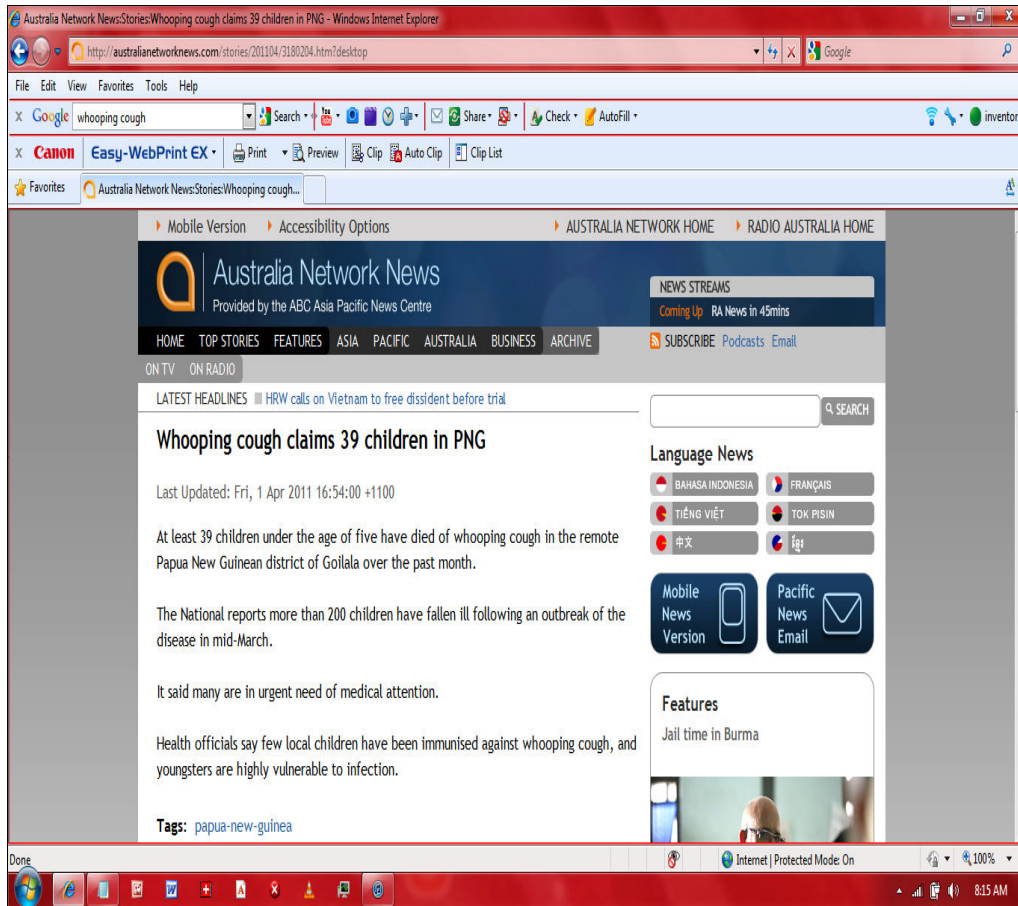 Australia Network News:Stories:Whooping cough claims 39 children in PNG - Windows Internet Explorer
http://australianetworknews.com/stories/201104/3180204.htm?desktop
Google
File Edit View Favorites Tools Help
x Google whooping cough Search Share Check AutoFill inventor
x Canon Easy-WebPrint EX Print Preview Clip Auto Clip Clip List
Favorites Australia Network News:Stories:Whooping cough...
Mobile Version Accessibility Options AUSTRALIA NETWORK HOME RADIO AUSTRALIA HOME
Australia Network News
Provided by the ABC Asia Pacific News Centre
NEWS STREAMS
Coming Up RA News in 45mins
HOME TOP STORIES FEATURES ASIA PACIFIC AUSTRALIA BUSINESS ARCHIVE
ON TV ON RADIO
SUBSCRIBE Podcasts Email
LATEST HEADLINES HRW calls on Vietnam to free dissident before trial
SEARCH
Whooping cough claims 39 children in PNG
Last Updated: Fri, 1 Apr 2011 16:54:00 +1100
At least 39 children under the age of five have died of whooping cough in the remote
Papua New Guinean district of Goilala over the past month.
The National reports more than 200 children have fallen ill following an outbreak of the
disease in mid-March.
It said many are in urgent need of medical attention.
Health officials say few local children have been immunised against whooping cough, and
youngsters are highly vulnerable to infection.
Tags: papua-new-guinea
Language News
BAHASA INDONESIA FRANÇAIS
TIẾNG VIỆT TOK PISIN
中文 ខ្មែរ
Mobile
News
Version
Pacific
News
Email
Features
Jail time in Burma
Done Internet | Protected Mode: On 100%
8:15 AM